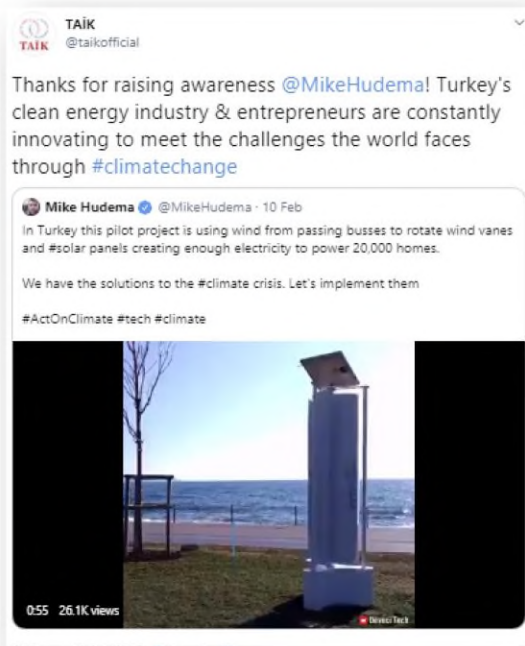 TAİK
@taikofficial
TAİK
Thanks for raising awareness @MikeHudema! Turkey's
clean energy industry & entrepreneurs are constantly
innovating to meet the challenges the world faces
through #climatechange
Mike Hudema @MikeHudema · 10 Feb
In Turkey this pilot project is using wind from passing busses to rotate wind vanes
and #solar panels creating enough electricity to power 20,000 homes.
We have the solutions to the #climate crisis. Let's implement them
#ActOnClimate #tech #climate
0:55 26.1K views
Deveci Tech